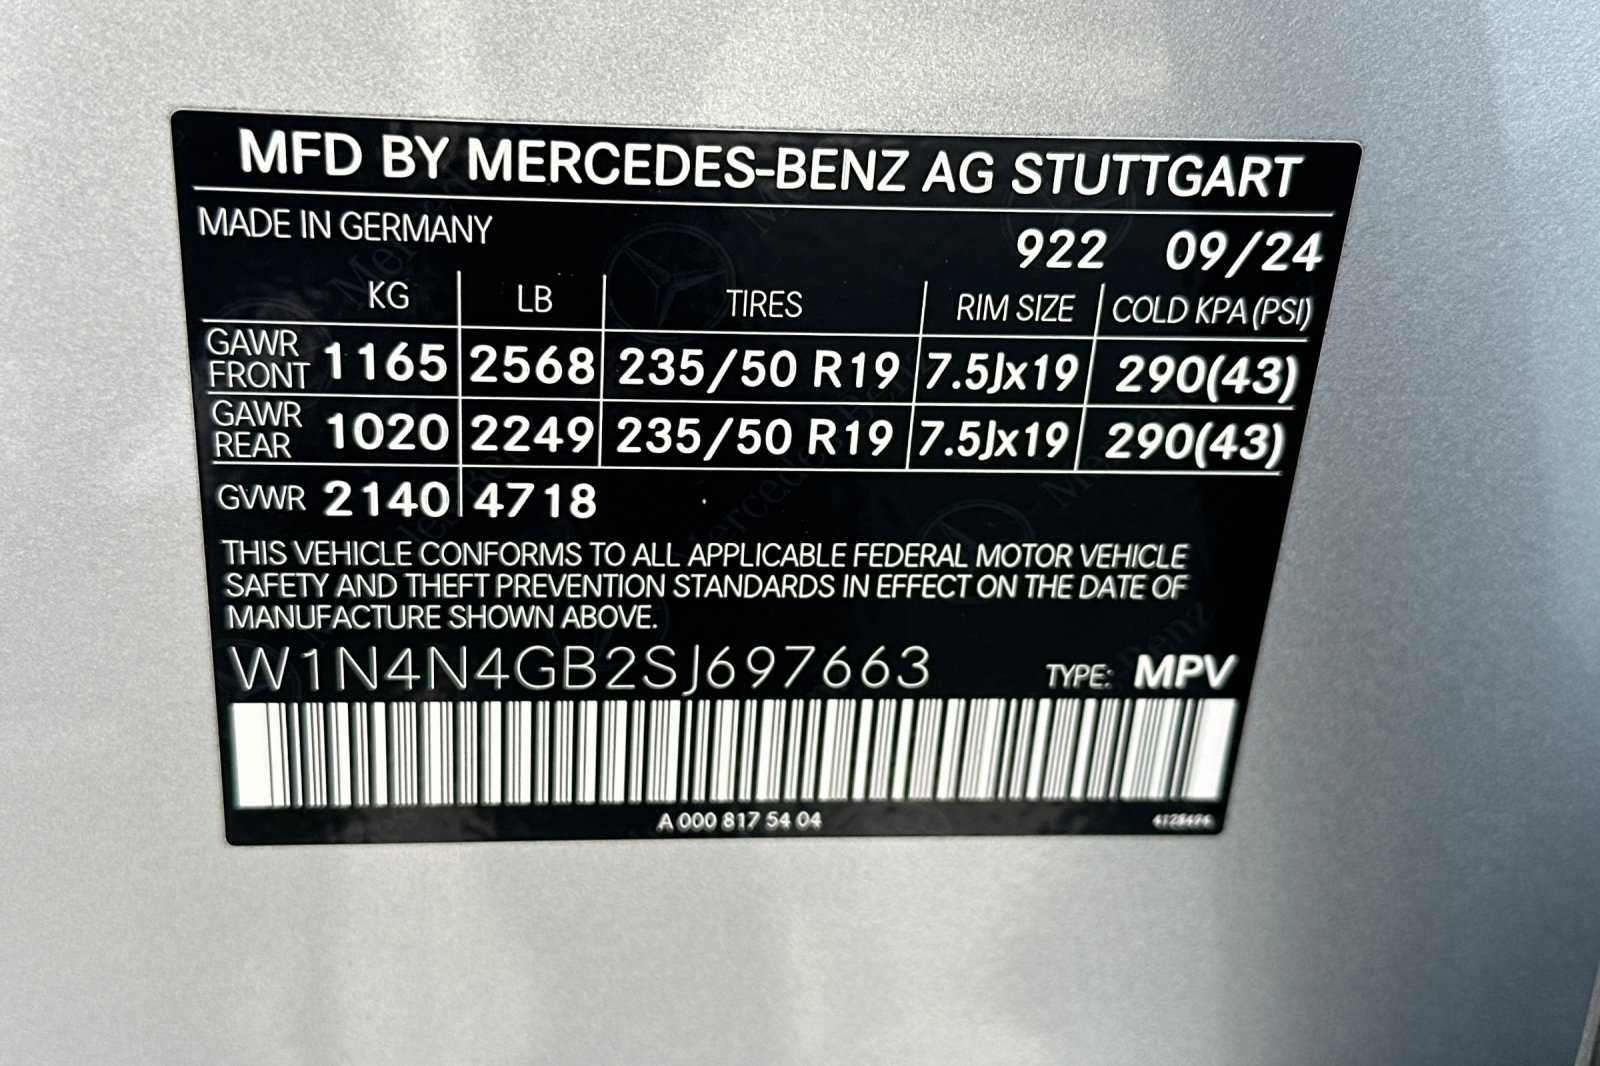 MFD BY MERCEDES-BENZ AG STUTTGART
MADE IN GERMANY
922 09/24
KG LB TIRES RIM SIZE COLD KPA (PSI)
GAWR FRONT 1165 2568 235/50 R19 7.5Jx19 290(43)
GAWR REAR 1020 2249 235/50 R19 7.5Jx19 290(43)
GVWR 2140 4718
THIS VEHICLE CONFORMS TO ALL APPLICABLE FEDERAL MOTOR VEHICLE
SAFETY AND THEFT PREVENTION STANDARDS IN EFFECT ON THE DATE OF
MANUFACTURE SHOWN ABOVE.
W1N4N4GB2SJ697663 TYPE: MPV
A 000 817 54 04